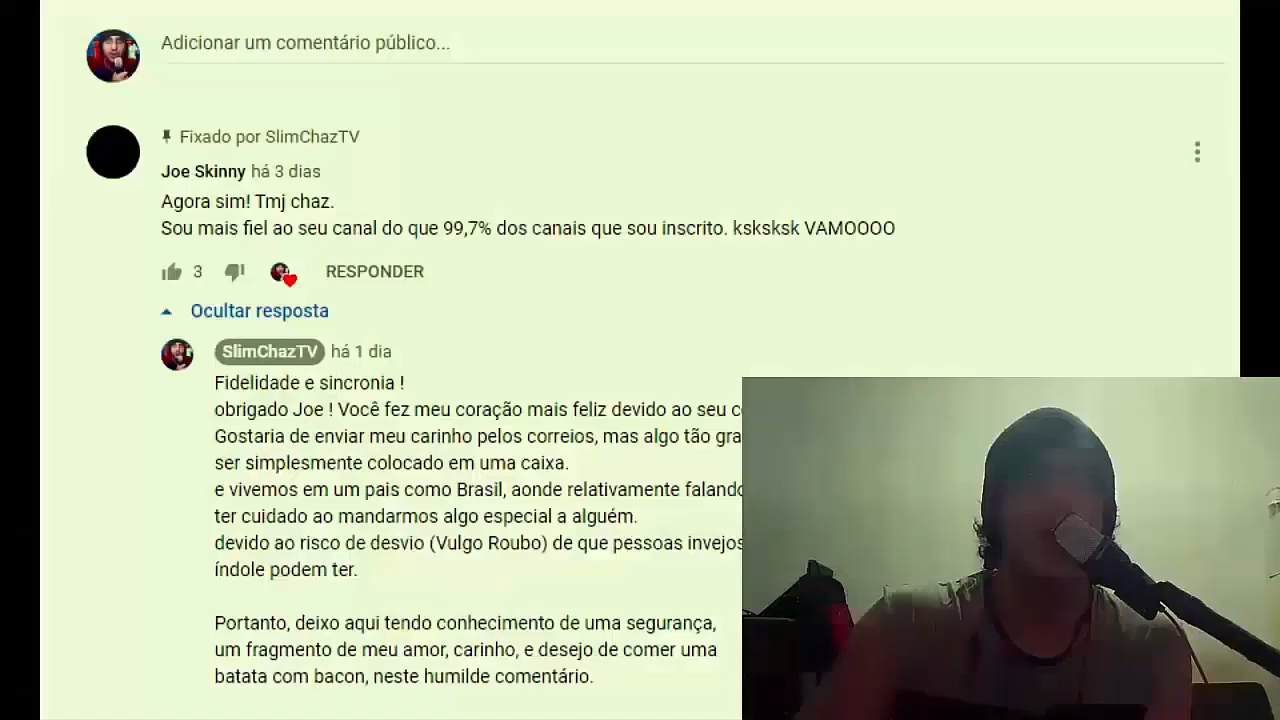 Adicionar um comentário público...
Fixado por SlimChazTV
Joe Skinny há 3 dias
Agora sim! Tmj chaz.
Sou mais fiel ao seu canal do que 99,7% dos canais que sou inscrito. ksksksk VAMOOOO
3 RESPONDER
Ocultar resposta
SlimChazTV há 1 dia
Fidelidade e sincronia !
obrigado Joe ! Você fez meu coração mais feliz devido ao seu
Gostaria de enviar meu carinho pelos correios, mas algo tão
ser simplesmente colocado em uma caixa.
e vivemos em um pais como Brasil, aonde relativamente
ter cuidado ao mandarmos algo especial a alguém.
devido ao risco de desvio (Vulgo Roubo) de que pessoas
índole podem ter.
Portanto, deixo aqui tendo conhecimento de uma segurança,
um fragmento de meu amor, carinho, e desejo de comer uma
batata com bacon, neste humilde comentário.